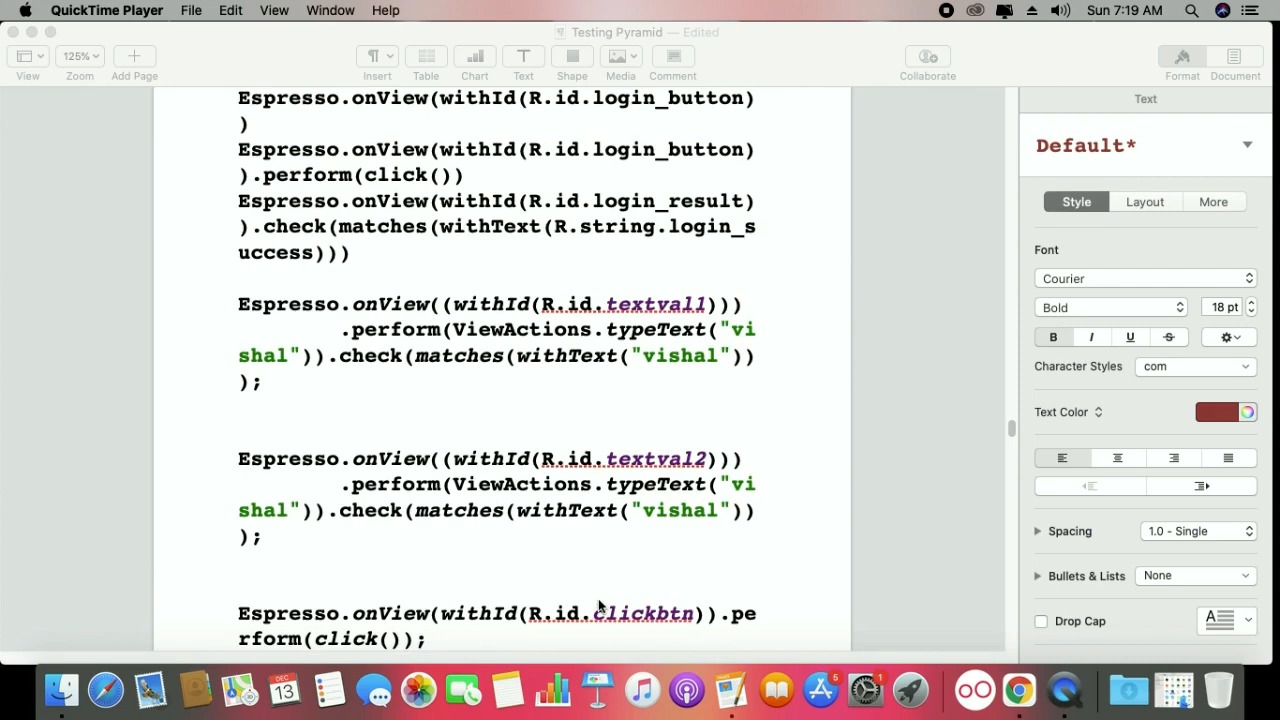 QuickTime Player File Edit View Window Help Sun 7:19 AM
Testing Pyramid — Edited
125%
View Zoom Add Page Insert Table Chart Text Shape Media Comment Collaborate Format Document
Espresso.onView(withId(R.id.login_button)
)
Espresso.onView(withId(R.id.login_button)
).perform(click())
Espresso.onView(withId(R.id.login_result)
).check(matches(withText(R.string.login_s
uccess)))
Espresso.onView((withId(R.id.textval1)))
.perform(ViewActions.typeText("vi
shal")).check(matches(withText("vishal"))
);
Espresso.onView((withId(R.id.textval2)))
.perform(ViewActions.typeText("vi
shal")).check(matches(withText("vishal"))
);
Espresso.onView(withId(R.id.clickbtn)).pe
rform(click());
Text
Default*
Style Layout More
Font
Courier
Bold 18 pt
B I U S
Character Styles com
Text Color
Spacing 1.0 - Single
Bullets & Lists None
Drop Cap A
DEC
13
5
1